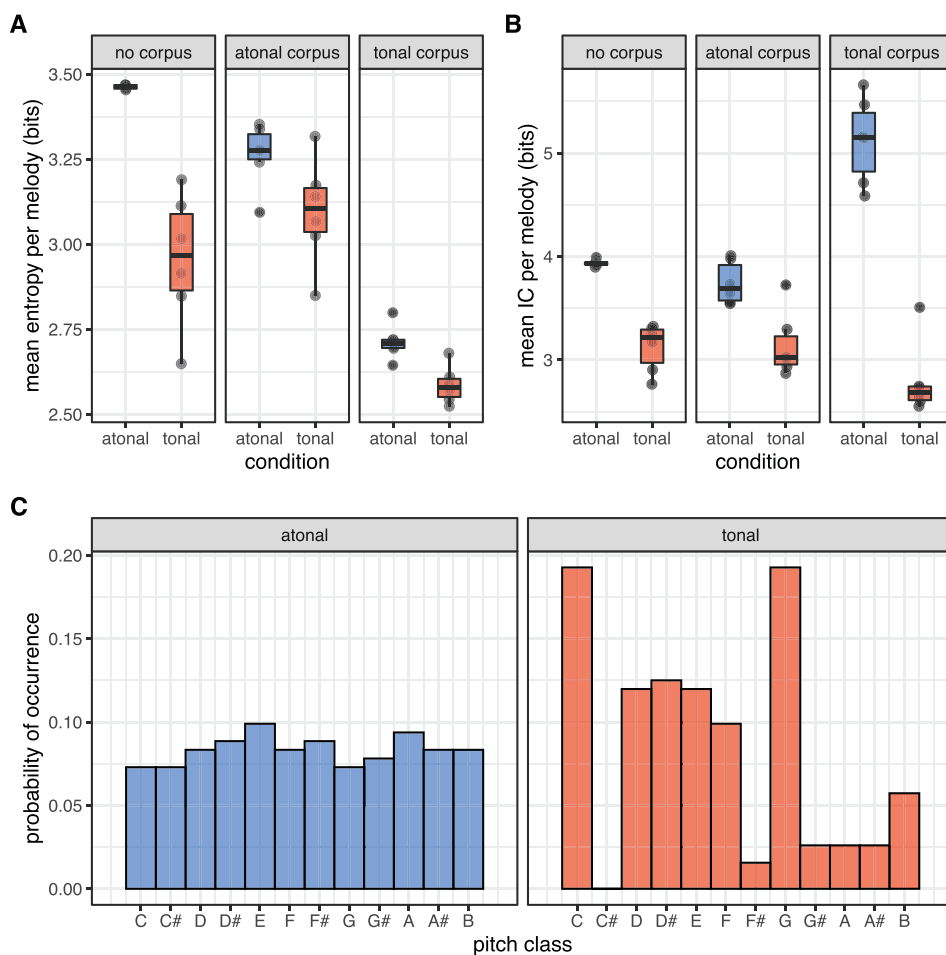 A
no corpus atonal corpus tonal corpus
mean entropy per melody (bits)
3.50
3.25
3.00
2.75
2.50
atonal tonal atonal tonal atonal tonal
condition
B
no corpus atonal corpus tonal corpus
mean IC per melody (bits)
5
4
3
atonal tonal atonal tonal atonal tonal
condition
C
atonal tonal
probability of occurrence
0.20
0.15
0.10
0.05
0.00
C C# D D# E F F# G G# A A# B C C# D D# E F F# G G# A A# B
pitch class